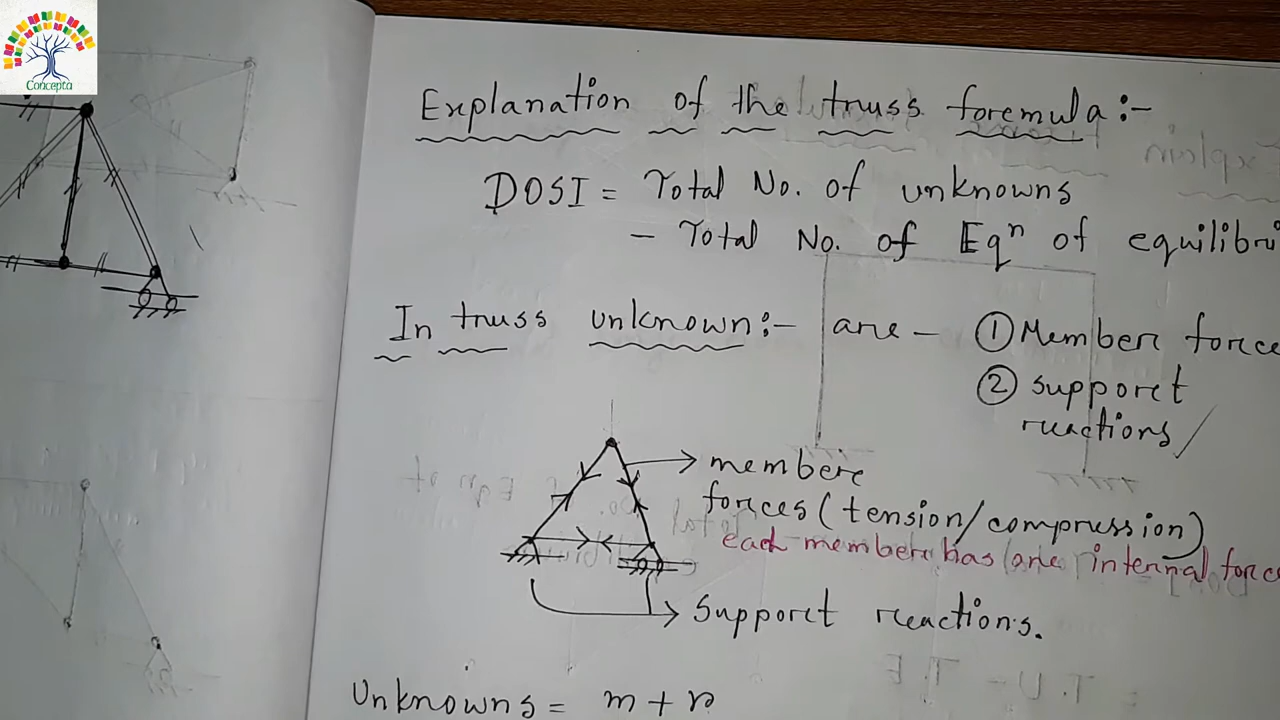 Concepta
Explanation of the truss foremula :-
DOSI = Total No. of unknowns
- Total No. of Eqn of equilibri
In truss unknown :- are - ① Member force
② support
reactions
member
forces (tension/compression)
each member has one internal force
Support reactions.
Unknowns = m + r